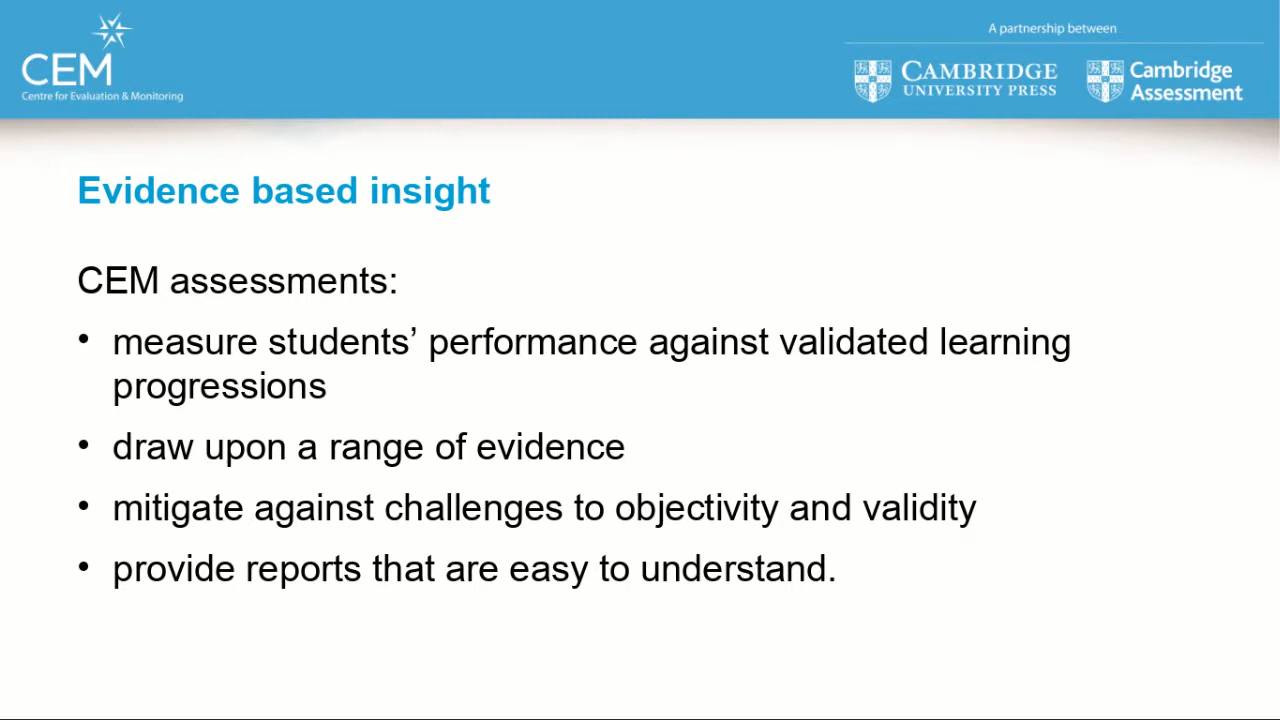 CEM
Centre for Evaluation & Monitoring
A partnership between
CAMBRIDGE
UNIVERSITY PRESS
Cambridge
Assessment
Evidence based insight
CEM assessments:
• measure students’ performance against validated learning
progressions
• draw upon a range of evidence
• mitigate against challenges to objectivity and validity
• provide reports that are easy to understand.